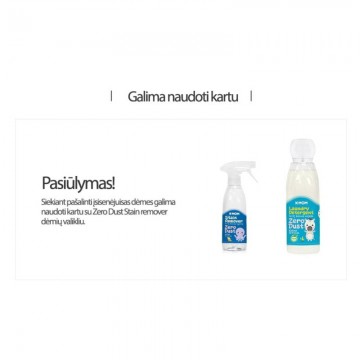 Galima naudoti kartu
Pasiūlymas!
Siekiant pašalinti įsisenėjuisas dėmes galima
naudoti kartu su Zero Dust Stain remover
dėmių valikliu.
Stain
Remover
Zero
Dust
Laundry
Detergent
Zero
Dust